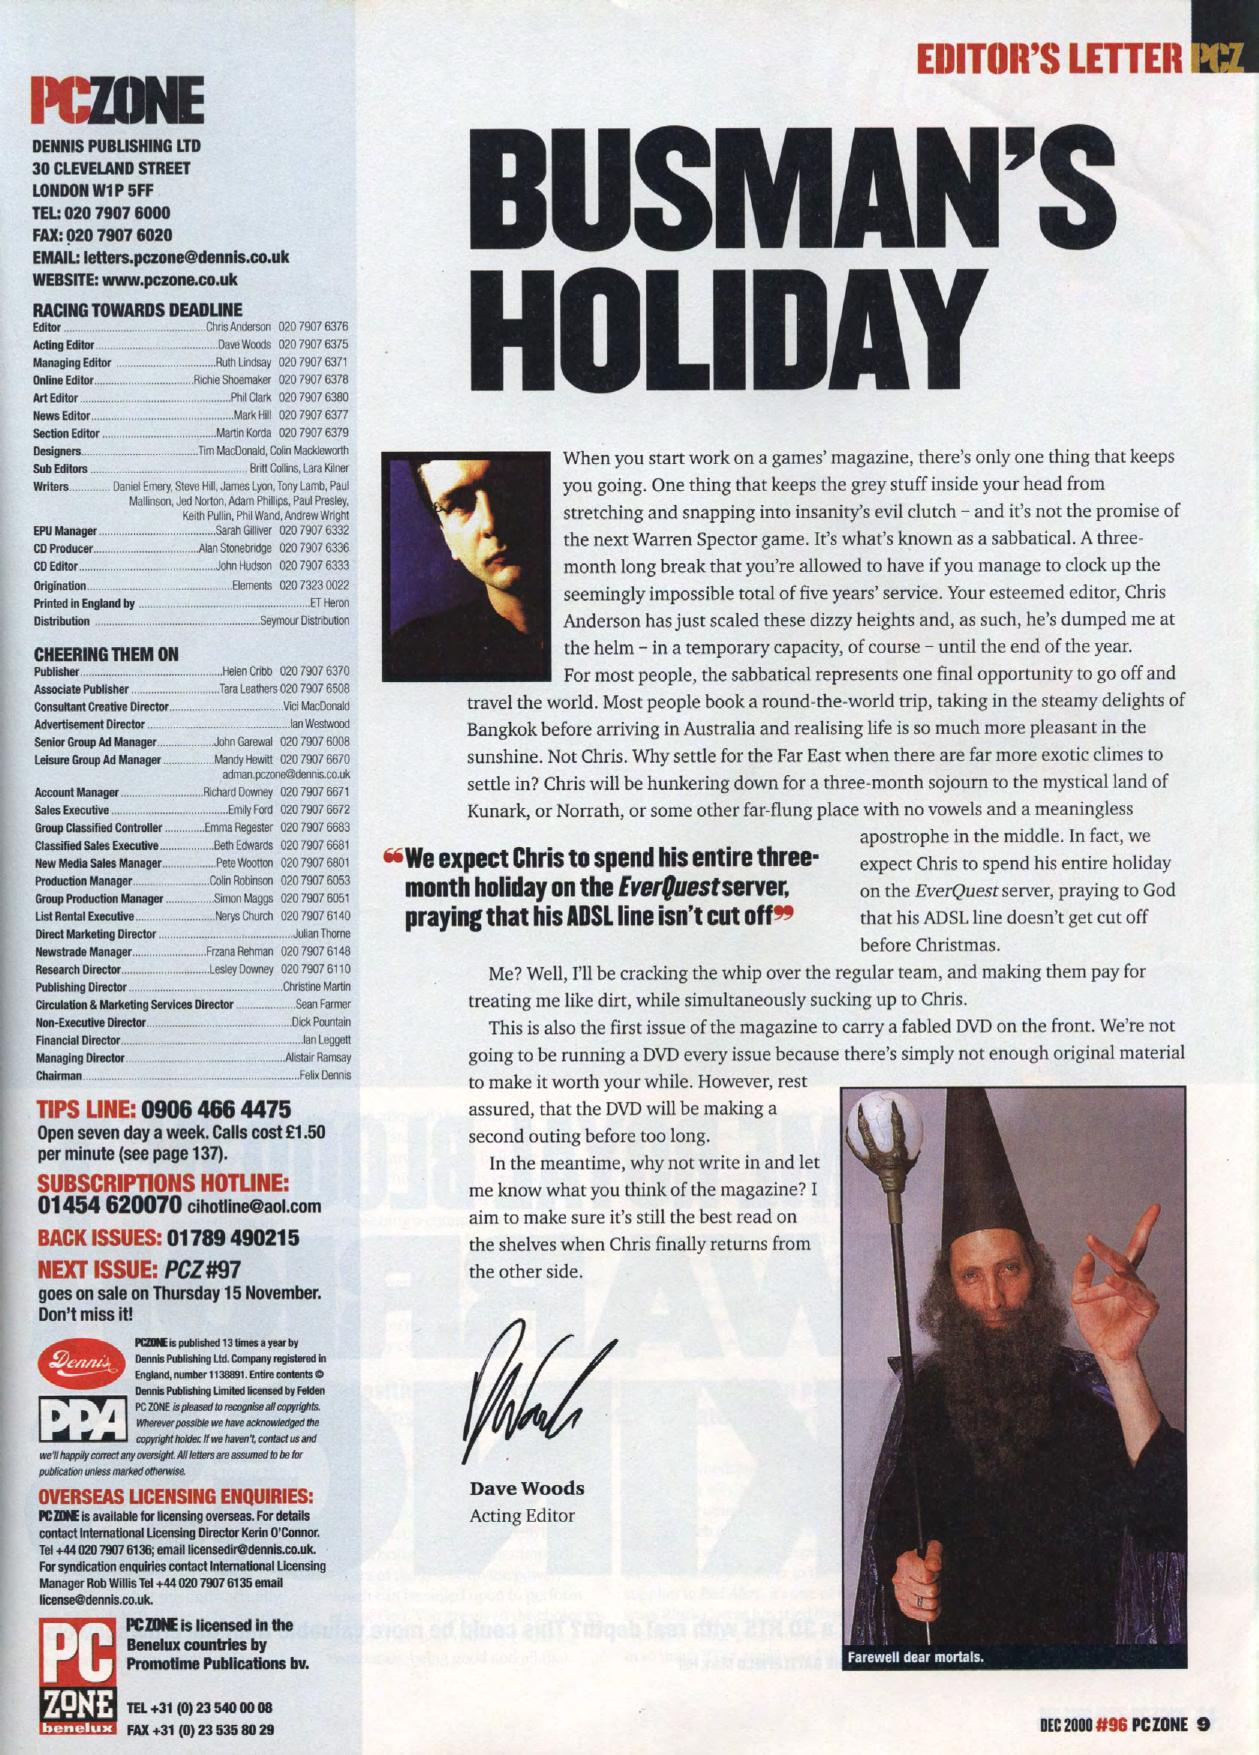 EDITOR'S LETTER PCZ
PCZONE
DENNIS PUBLISHING LTD
30 CLEVELAND STREET
LONDON W1P 5FF
TEL: 020 7907 6000
FAX: 020 7907 6020
EMAIL: letters.pczone@dennis.co.uk
WEBSITE: www.pczone.co.uk
RACING TOWARDS DEADLINE
Editor Chris Anderson 020 7907 6376
Acting Editor Dave Woods 020 7907 6375
Managing Editor Ruth Lindsay 020 7907 6371
Online Editor Richie Shoemaker 020 7907 6378
Art Editor Phil Clark 020 7907 6380
News Editor Mark Hill 020 7907 6377
Section Editor Martin Korda 020 7907 6379
Designers Tim MacDonald, Colin Mackleworth
Sub Editors Britt Collins, Lara Kilner
Writers Daniel Emery, Steve Hill, James Lyon, Tony Lamb, Paul
Mallinson, Jed Norton, Adam Phillips, Paul Presley,
Keith Pullin, Phil Wand, Andrew Wright
EPU Manager Sarah Gilliver 020 7907 6332
CD Producer Alan Stonebridge 020 7907 6336
CD Editor John Hudson 020 7907 6333
Origination Elements 020 7323 0022
Printed in England by ET Heron
Distribution Seymour Distribution
CHEERING THEM ON
Publisher Helen Cribb 020 7907 6370
Associate Publisher Tara Leathers 020 7907 6508
Consultant Creative Director Vici MacDonald
Advertisement Director Ian Westwood
Senior Group Ad Manager John Garewal 020 7907 6008
Leisure Group Ad Manager Mandy Hewitt 020 7907 6670
adman.pczone@dennis.co.uk
Account Manager Richard Downey 020 7907 6671
Sales Executive Emily Ford 020 7907 6672
Group Classified Controller Emma Regester 020 7907 6683
Classified Sales Executive Beth Edwards 020 7907 6681
New Media Sales Manager Pete Wootton 020 7907 6801
Production Manager Colin Robinson 020 7907 6053
Group Production Manager Simon Maggs 020 7907 6051
List Rental Executive Nerys Church 020 7907 6140
Direct Marketing Director Julian Thorne
Newstrade Manager Frzana Rehman 020 7907 6148
Research Director Lesley Downey 020 7907 6110
Publishing Director Christine Martin
Circulation & Marketing Services Director Sean Farmer
Non-Executive Director Dick Pountain
Financial Director Ian Leggett
Managing Director Alistair Ramsay
Chairman Felix Dennis
TIPS LINE: 0906 466 4475
Open seven day a week. Calls cost £1.50
per minute (see page 137).
SUBSCRIPTIONS HOTLINE:
01454 620070 cihotline@aol.com
BACK ISSUES: 01789 490215
NEXT ISSUE: PCZ #97
goes on sale on Thursday 15 November.
Don't miss it!
Dennis
PPA
PCZONE is published 13 times a year by
Dennis Publishing Ltd. Company registered in
England, number 1138891. Entire contents ©
Dennis Publishing Limited licensed by Felden
PC ZONE is pleased to recognise all copyrights.
Wherever possible we have acknowledged the
copyright holder. If we haven't, contact us and
we'll happily correct any oversight. All letters are assumed to be for
publication unless marked otherwise.
OVERSEAS LICENSING ENQUIRIES:
PC ZONE is available for licensing overseas. For details
contact International Licensing Director Kerin O'Connor.
Tel +44 020 7907 6136; email licensedir@dennis.co.uk.
For syndication enquiries contact International Licensing
Manager Rob Willis Tel +44 020 7907 6135 email
license@dennis.co.uk.
PC
ZONE
benelux
PC ZONE is licensed in the
Benelux countries by
Promotime Publications bv.
TEL +31 (0) 23 540 00 08
FAX +31 (0) 23 535 80 29
BUSMAN'S
HOLIDAY
When you start work on a games' magazine, there's only one thing that keeps
you going. One thing that keeps the grey stuff inside your head from
stretching and snapping into insanity's evil clutch – and it's not the promise of
the next Warren Spector game. It's what's known as a sabbatical. A three-
month long break that you're allowed to have if you manage to clock up the
seemingly impossible total of five years' service. Your esteemed editor, Chris
Anderson has just scaled these dizzy heights and, as such, he's dumped me at
the helm – in a temporary capacity, of course – until the end of the year.
For most people, the sabbatical represents one final opportunity to go off and
travel the world. Most people book a round-the-world trip, taking in the steamy delights of
Bangkok before arriving in Australia and realising life is so much more pleasant in the
sunshine. Not Chris. Why settle for the Far East when there are far more exotic climes to
settle in? Chris will be hunkering down for a three-month sojourn to the mystical land of
Kunark, or Norrath, or some other far-flung place with no vowels and a meaningless
apostrophe in the middle. In fact, we
expect Chris to spend his entire holiday
on the EverQuest server, praying to God
that his ADSL line doesn't get cut off
before Christmas.
“We expect Chris to spend his entire three-
month holiday on the EverQuest server,
praying that his ADSL line isn't cut off”
Me? Well, I'll be cracking the whip over the regular team, and making them pay for
treating me like dirt, while simultaneously sucking up to Chris.
This is also the first issue of the magazine to carry a fabled DVD on the front. We're not
going to be running a DVD every issue because there's simply not enough original material
to make it worth your while. However, rest
assured, that the DVD will be making a
second outing before too long.
In the meantime, why not write in and let
me know what you think of the magazine? I
aim to make sure it's still the best read on
the shelves when Chris finally returns from
the other side.
DWoods
Dave Woods
Acting Editor
Farewell dear mortals.
DEC 2000 #96 PC ZONE 9